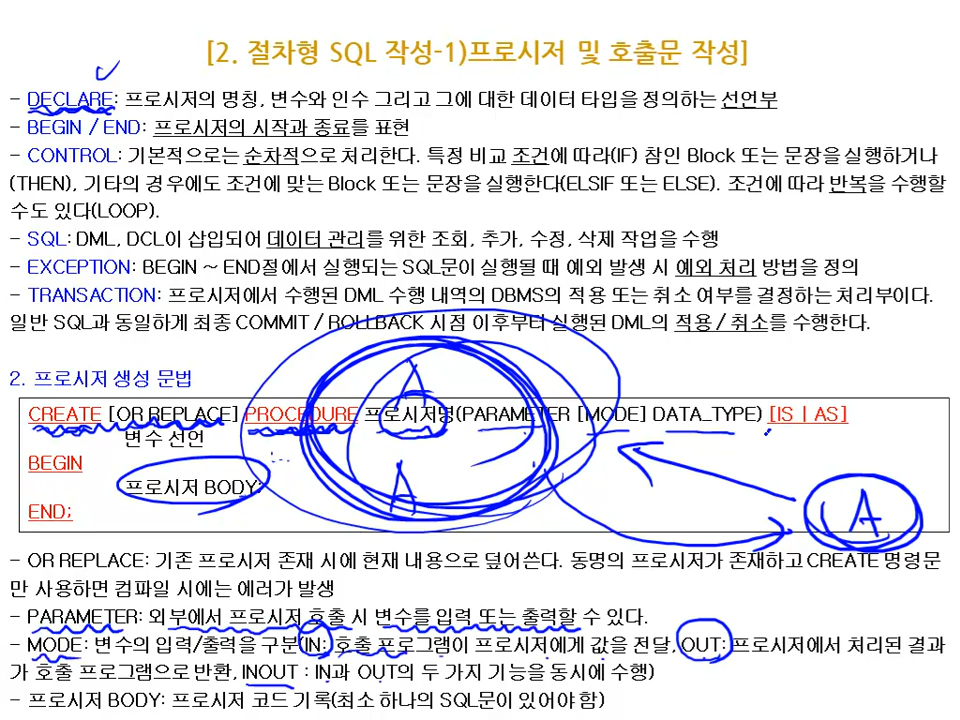 [2. 절차형 SQL 작성-1)프로시저 및 호출문 작성]
- DECLARE: 프로시저의 명칭, 변수와 인수 그리고 그에 대한 데이터 타입을 정의하는 선언부
- BEGIN / END: 프로시저의 시작과 종료를 표현
- CONTROL: 기본적으로는 순차적으로 처리한다. 특정 비교 조건에 따라(IF) 참인 Block 또는 문장을 실행하거나
(THEN), 기타의 경우에도 조건에 맞는 Block 또는 문장을 실행한다(ELSIF 또는 ELSE). 조건에 따라 반복을 수행할
수도 있다(LOOP).
- SQL: DML, DCL이 삽입되어 데이터 관리를 위한 조회, 추가, 수정, 삭제 작업을 수행
- EXCEPTION: BEGIN ~ END절에서 실행되는 SQL문이 실행될 때 예외 발생 시 예외 처리 방법을 정의
- TRANSACTION: 프로시저에서 수행된 DML 수행 내역의 DBMS의 적용 또는 취소 여부를 결정하는 처리부이다.
일반 SQL과 동일하게 최종 COMMIT / ROLLBACK 시점 이후부터 실행된 DML의 적용 / 취소를 수행한다.
2. 프로시저 생성 문법
CREATE [OR REPLACE] PROCEDURE 프로시저명(PARAMETER [MODE] DATA_TYPE) [IS | AS]
변수 선언
BEGIN
프로시저 BODY;
END;
A
A
A
- OR REPLACE: 기존 프로시저 존재 시에 현재 내용으로 덮어쓴다. 동명의 프로시저가 존재하고 CREATE 명령문
만 사용하면 컴파일 시에는 에러가 발생
- PARAMETER: 외부에서 프로시저 호출 시 변수를 입력 또는 출력할 수 있다.
- MODE: 변수의 입력/출력을 구분(IN: 호출 프로그램이 프로시저에게 값을 전달, OUT: 프로시저에서 처리된 결과
가 호출 프로그램으로 반환, INOUT : IN과 OUT의 두 가지 기능을 동시에 수행)
- 프로시저 BODY: 프로시저 코드 기록(최소 하나의 SQL문이 있어야 함)